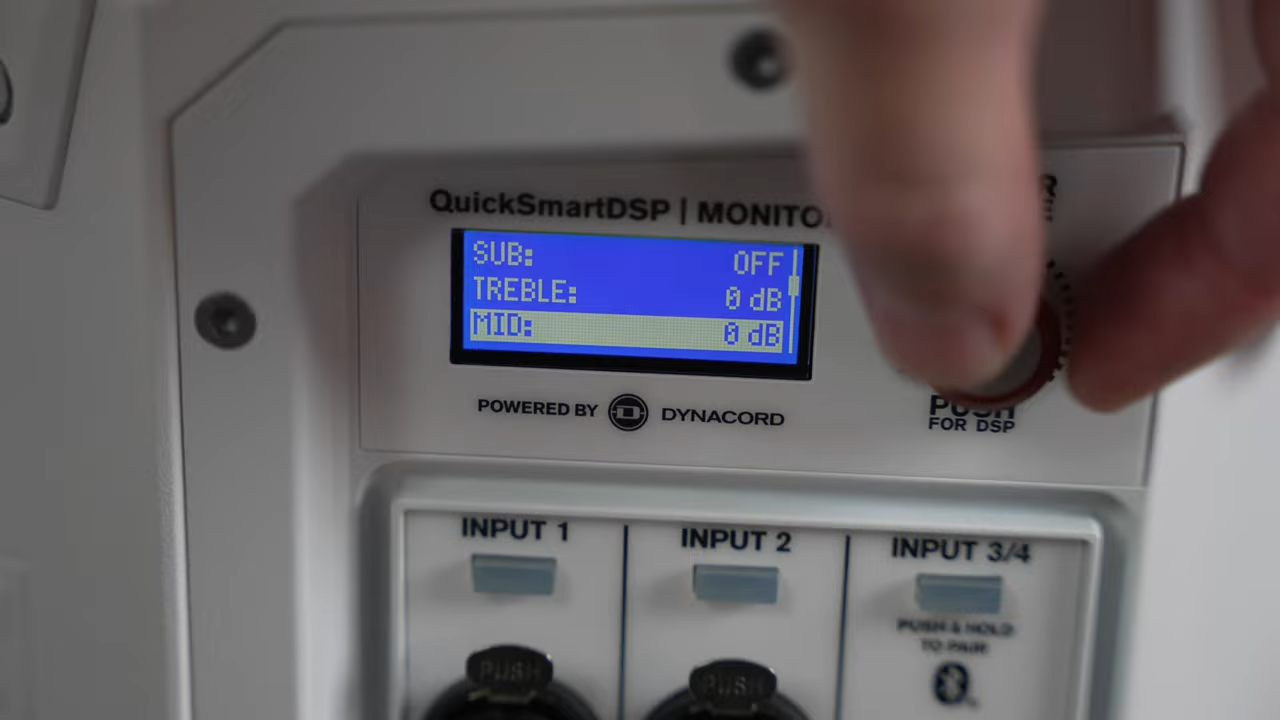 QuickSmartDSP | MONITO
SUB: OFF
TREBLE: 0 dB
MID: 0 dB
POWERED BY DYNACORD
PUSH
FOR DSP
INPUT 1
INPUT 2
INPUT 3/4
PUSH & HOLD
TO PAIR
PUSH
PUSH